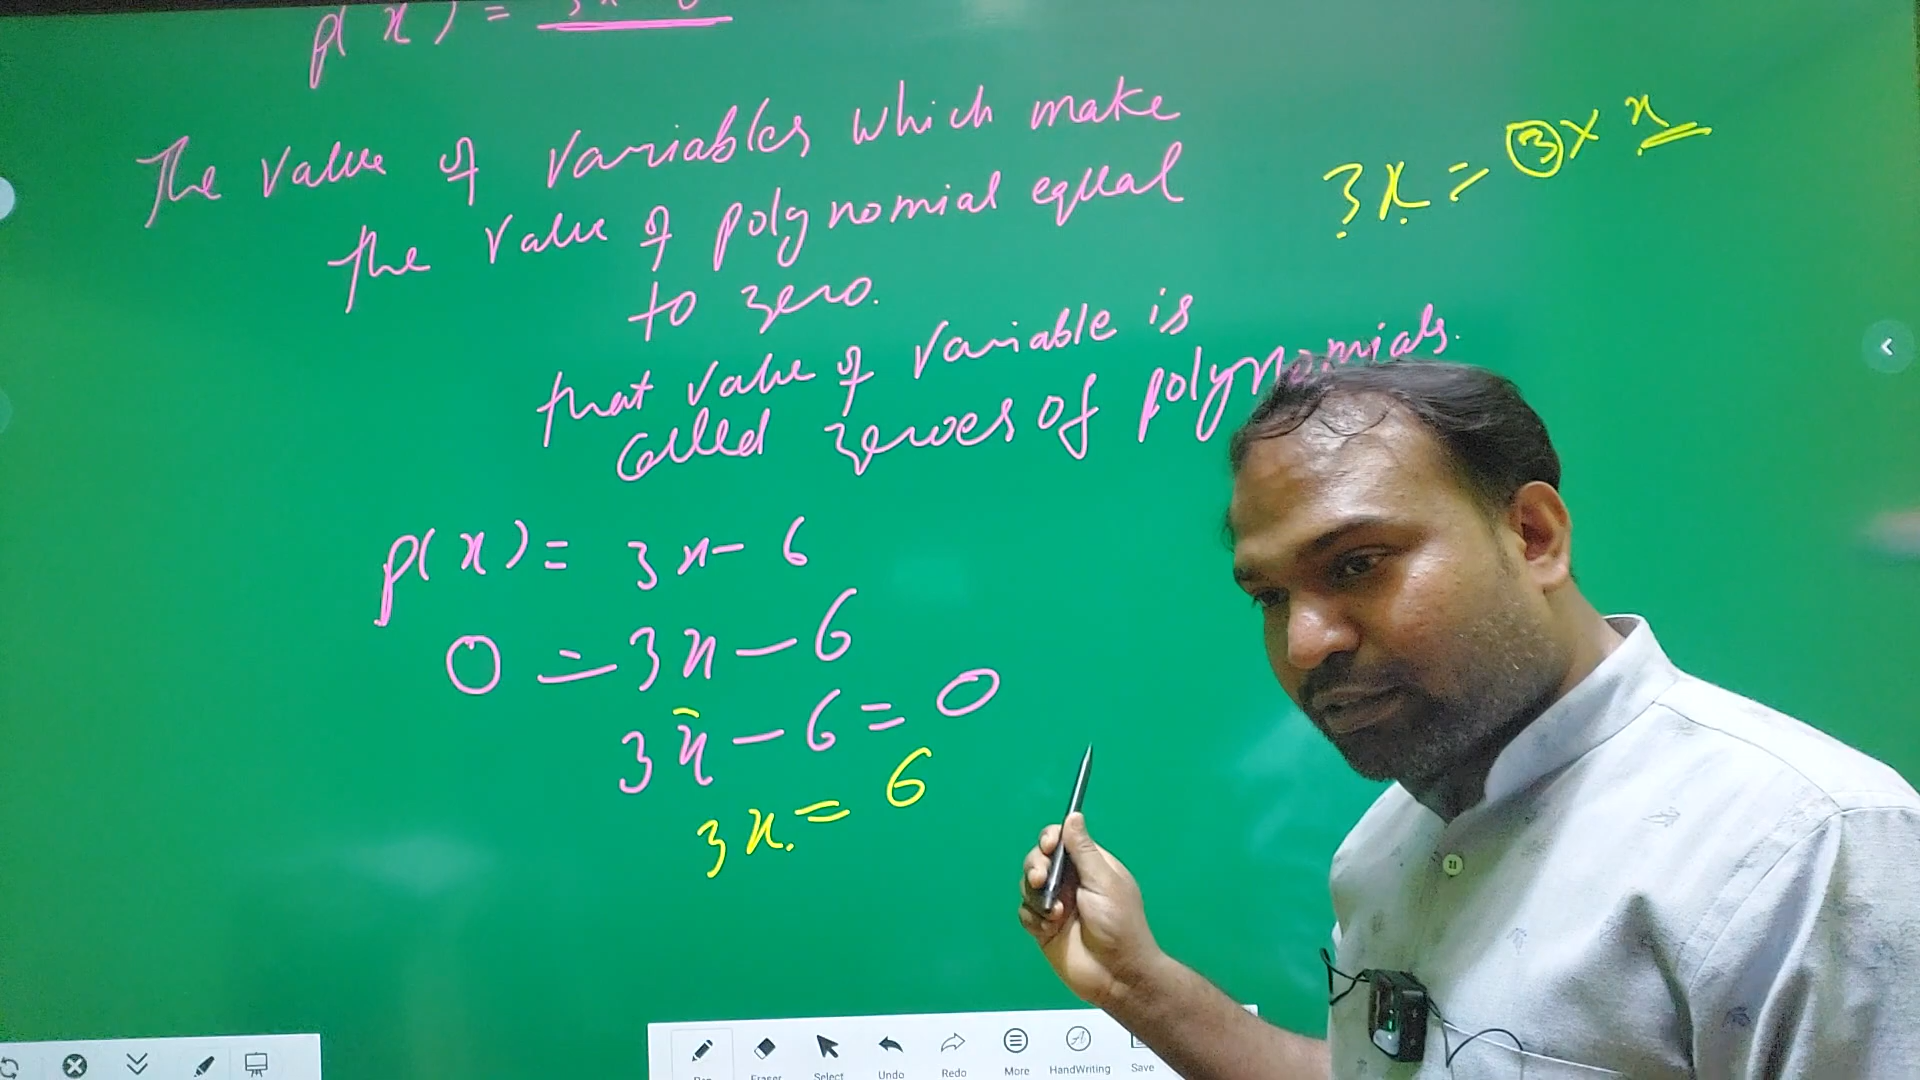 p(x) =
The value of variables which make
the value of polynomial equal
to zero.
that value of variable is
called zeroes of polynomials.
3x = 3 × x
p(x) = 3x - 6
0 = 3x - 6
3x - 6 = 0
3x = 6
Eraser Select Undo Redo More HandWriting Save